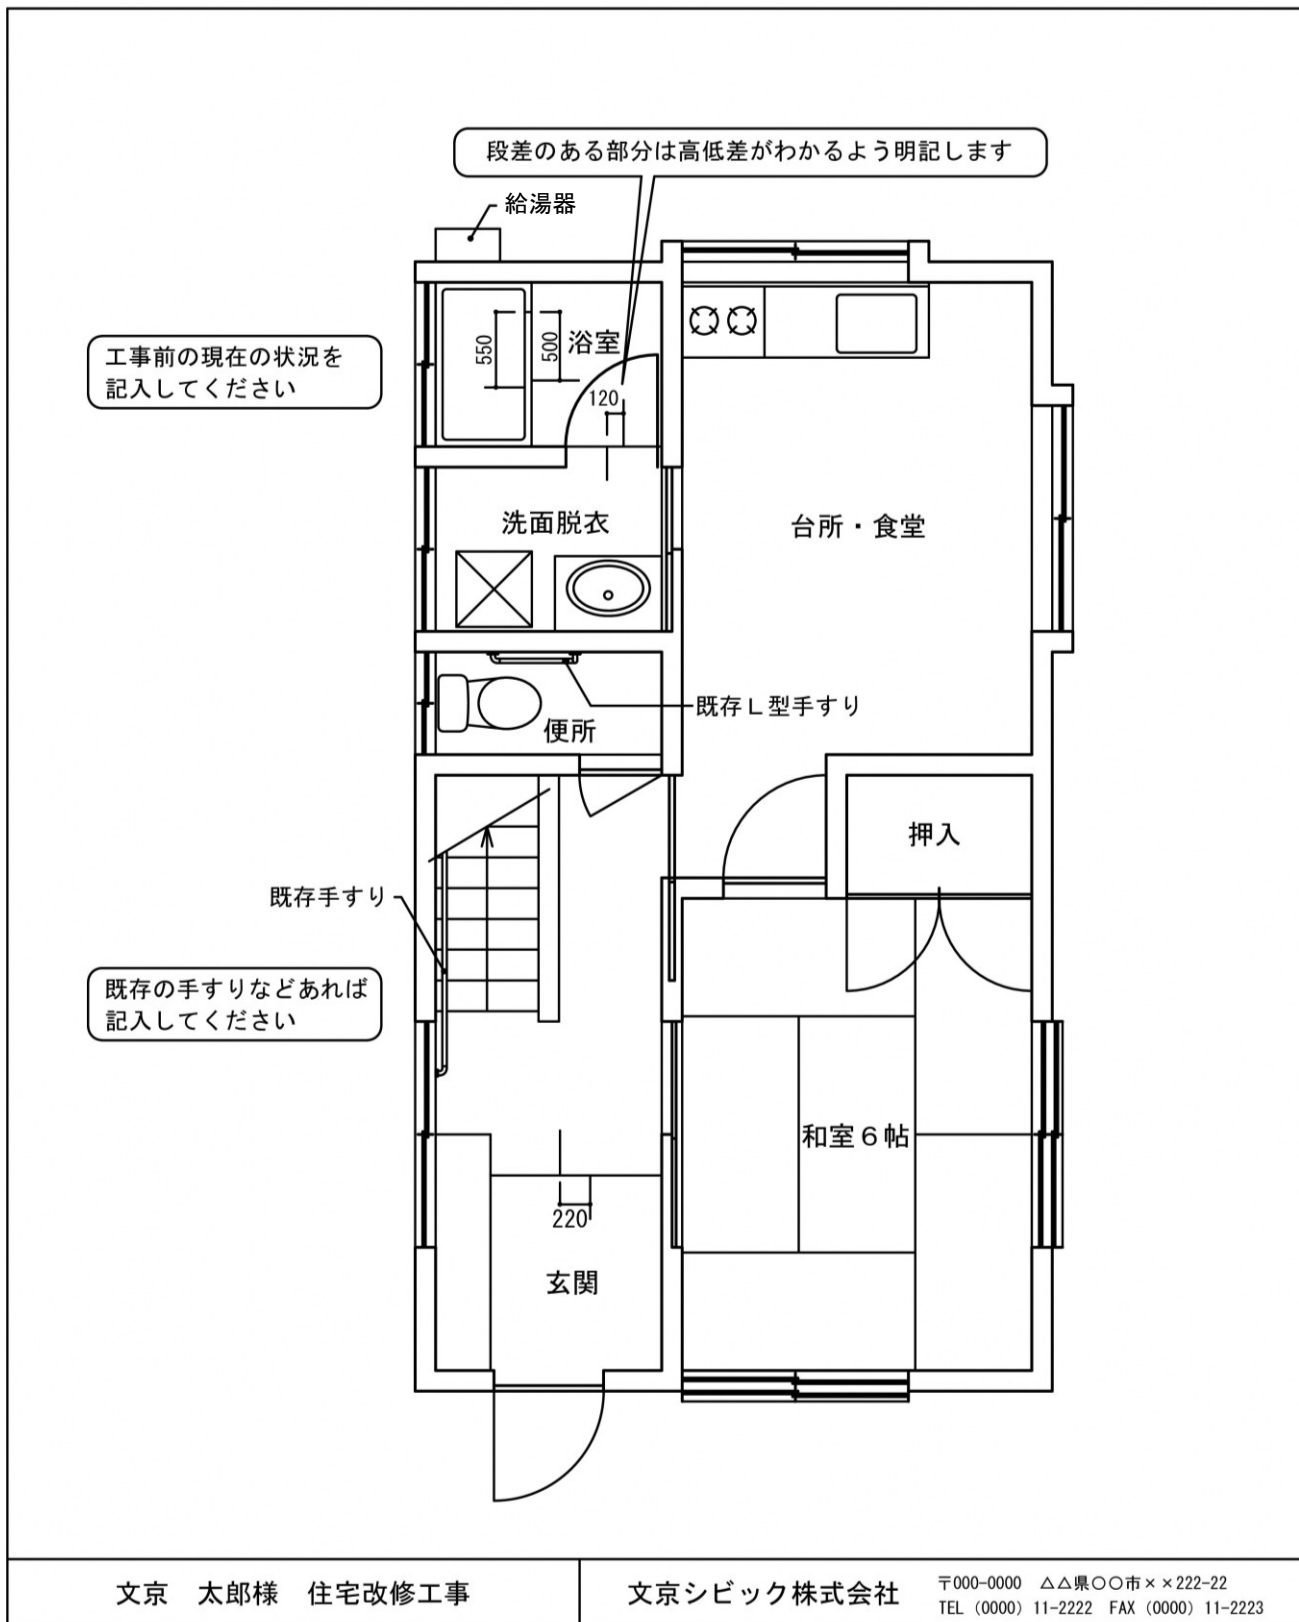 段差のある部分は高低差がわかるよう明記します
給湯器
工事前の現在の状況を
記入してください
550
500
浴室
120
洗面脱衣
台所・食堂
既存Ｌ型手すり
便所
押入
既存手すり
既存の手すりなどあれば
記入してください
和室６帖
220
玄関
文京　太郎様　住宅改修工事
文京シビック株式会社
〒000-0000　△△県○○市××222-22
TEL (0000) 11-2222　FAX (0000) 11-2223